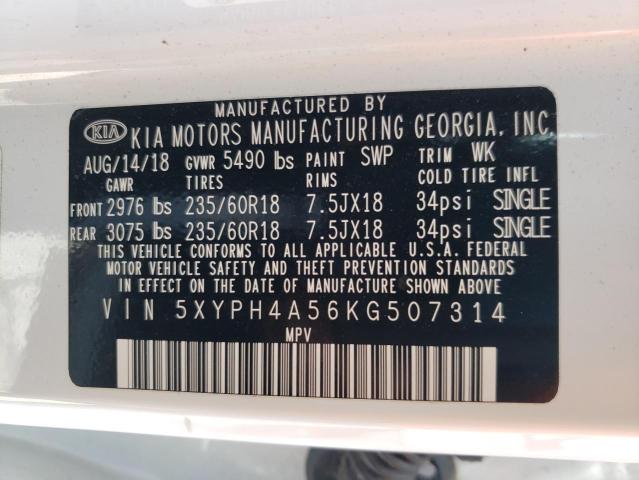 MANUFACTURED BY
KIA KIA MOTORS MANUFACTURING GEORGIA, INC.
AUG/14/18 GVWR 5490 lbs PAINT SWP TRIM WK
GAWR TIRES RIMS COLD TIRE INFL
FRONT 2976 lbs 235/60R18 7.5JX18 34psi SINGLE
REAR 3075 lbs 235/60R18 7.5JX18 34psi SINGLE
THIS VEHICLE CONFORMS TO ALL APPLICABLE U.S.A. FEDERAL
MOTOR VEHICLE SAFETY AND THEFT PREVENTION STANDARDS
IN EFFECT ON THE DATE OF MANUFACTURE SHOWN ABOVE.
VIN 5XYPH4A56KG507314
MPV